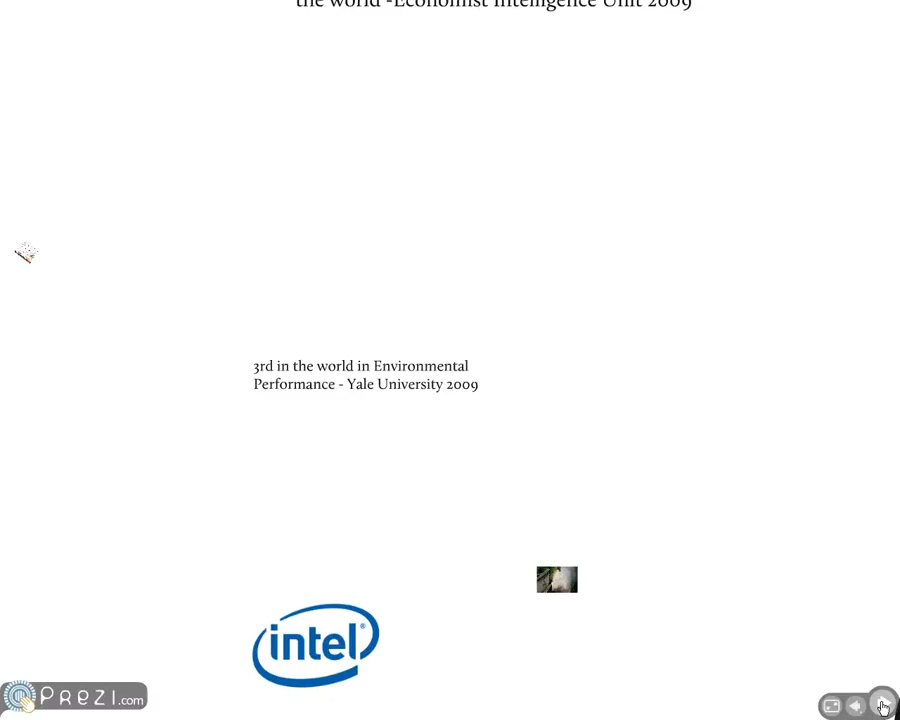 the world -Economist Intelligence Unit 2009
3rd in the world in Environmental
Performance - Yale University 2009
intel®
PREZI.com